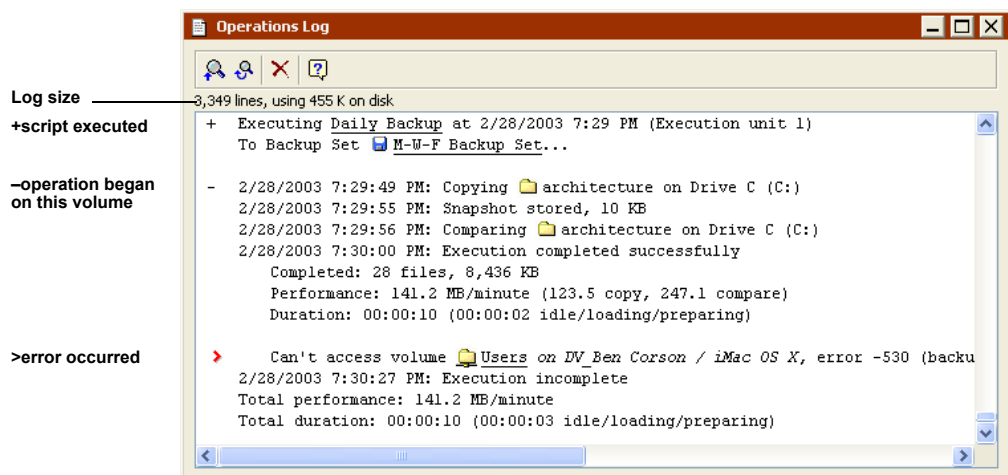 Operations Log
Log size
3,349 lines, using 455 K on disk
+script executed
+ Executing Daily Backup at 2/28/2003 7:29 PM (Execution unit 1)
To Backup Set M-W-F Backup Set...
–operation began
on this volume
- 2/28/2003 7:29:49 PM: Copying architecture on Drive C (C:)
2/28/2003 7:29:55 PM: Snapshot stored, 10 KB
2/28/2003 7:29:56 PM: Comparing architecture on Drive C (C:)
2/28/2003 7:30:00 PM: Execution completed successfully
Completed: 28 files, 8,436 KB
Performance: 141.2 MB/minute (123.5 copy, 247.1 compare)
Duration: 00:00:10 (00:00:02 idle/loading/preparing)
>error occurred
> Can't access volume Users on DV_Ben Corson / iMac OS X, error -530 (backu
2/28/2003 7:30:27 PM: Execution incomplete
Total performance: 141.2 MB/minute
Total duration: 00:00:10 (00:00:03 idle/loading/preparing)